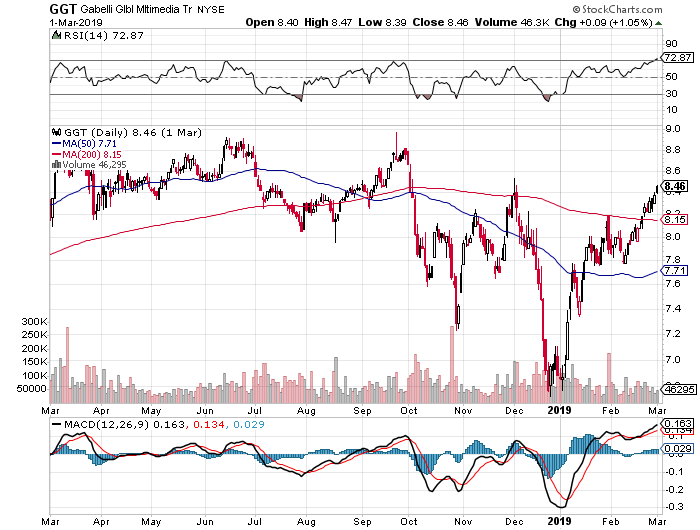 GGT Gabelli Glbl Mltimedia Tr NYSE © StockCharts.com
1-Mar-2019 Open 8.40 High 8.47 Low 8.39 Close 8.46 Volume 46.3K Chg +0.09 (+1.05%)
RSI(14) 72.87
90
72.87
50
30
10
GGT (Daily) 8.46 (1 Mar)
MA(50) 7.71
MA(200) 8.15
Volume 46,295
9.0
8.8
8.6
8.46
8.2
8.15
8.0
7.8
7.71
7.6
7.4
7.2
7.0
300K
250K
200K
150K
100K
50000
46295
Mar Apr May Jun Jul Aug Sep Oct Nov Dec 2019 Feb Mar
MACD(12,26,9) 0.163, 0.134, 0.029
0.163
0.134
0.1
0.029
-0.1
-0.2
-0.3
Mar Apr May Jun Jul Aug Sep Oct Nov Dec 2019 Feb Mar